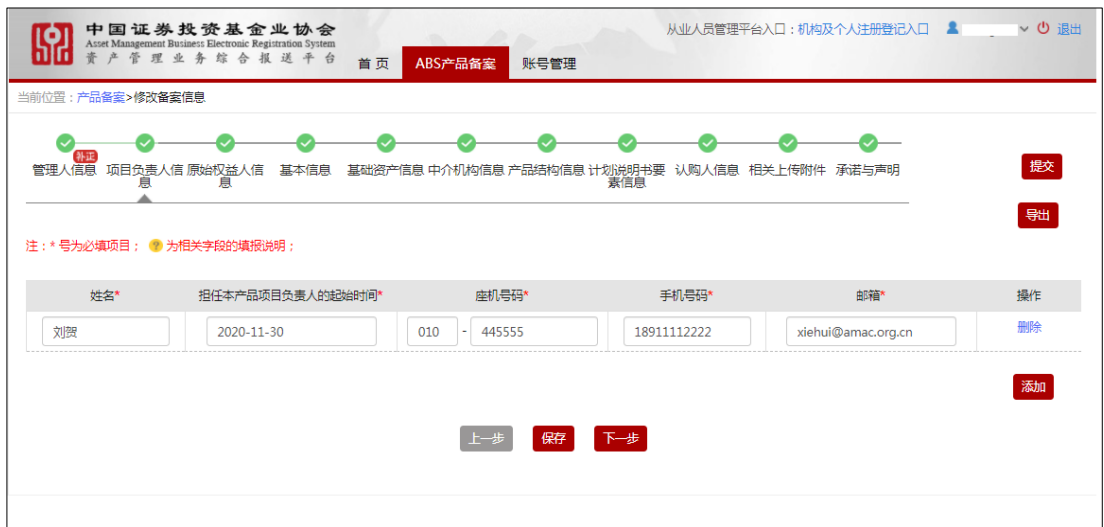 中国证券投资基金业协会
Asset Management Business Electronic Registration System
资产管理业务综合报送平台
首页 ABS产品备案 账号管理
从业人员管理平台入口：机构及个人注册登记入口 退出
当前位置：产品备案>修改备案信息
补正
管理人信息 项目负责人信息 原始权益人信息 基本信息 基础资产信息 中介机构信息 产品结构信息 计划说明书要素信息 认购人信息 相关上传附件 承诺与声明
提交
导出
注：* 号为必填项目； ? 为相关字段的填报说明；
姓名* 担任本产品项目负责人的起始时间* 座机号码* 手机号码* 邮箱* 操作
刘贺 2020-11-30 010 - 445555 18911112222 xiehui@amac.org.cn 删除
添加
上一步 保存 下一步